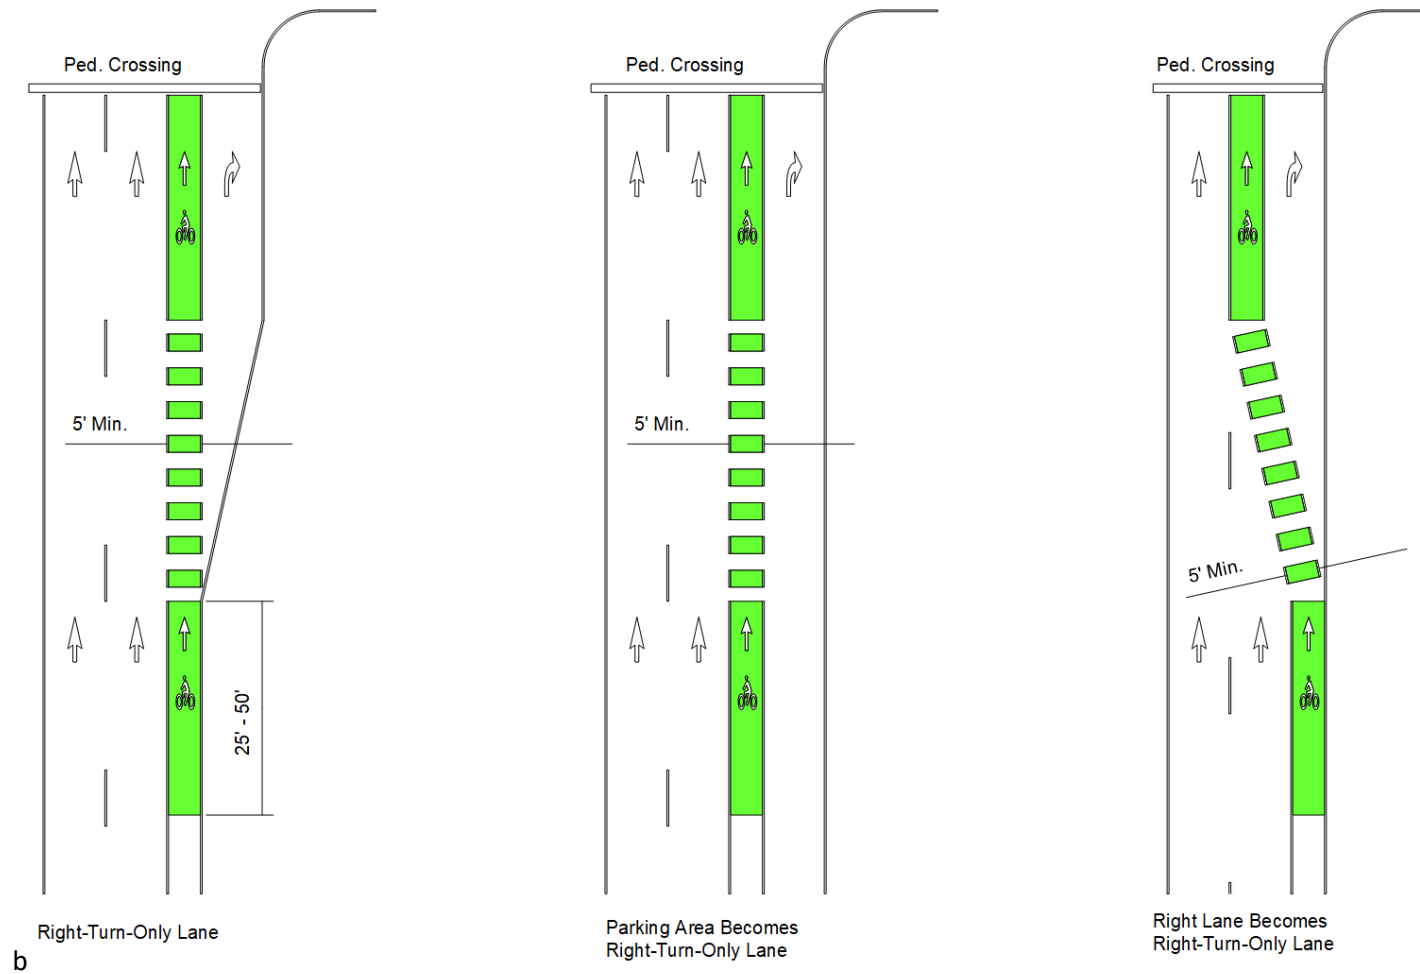 Ped. Crossing
Ped. Crossing
Ped. Crossing
5' Min.
5' Min.
5' Min.
25' - 50'
Right-Turn-Only Lane
Parking Area Becomes
Right-Turn-Only Lane
Right Lane Becomes
Right-Turn-Only Lane
b